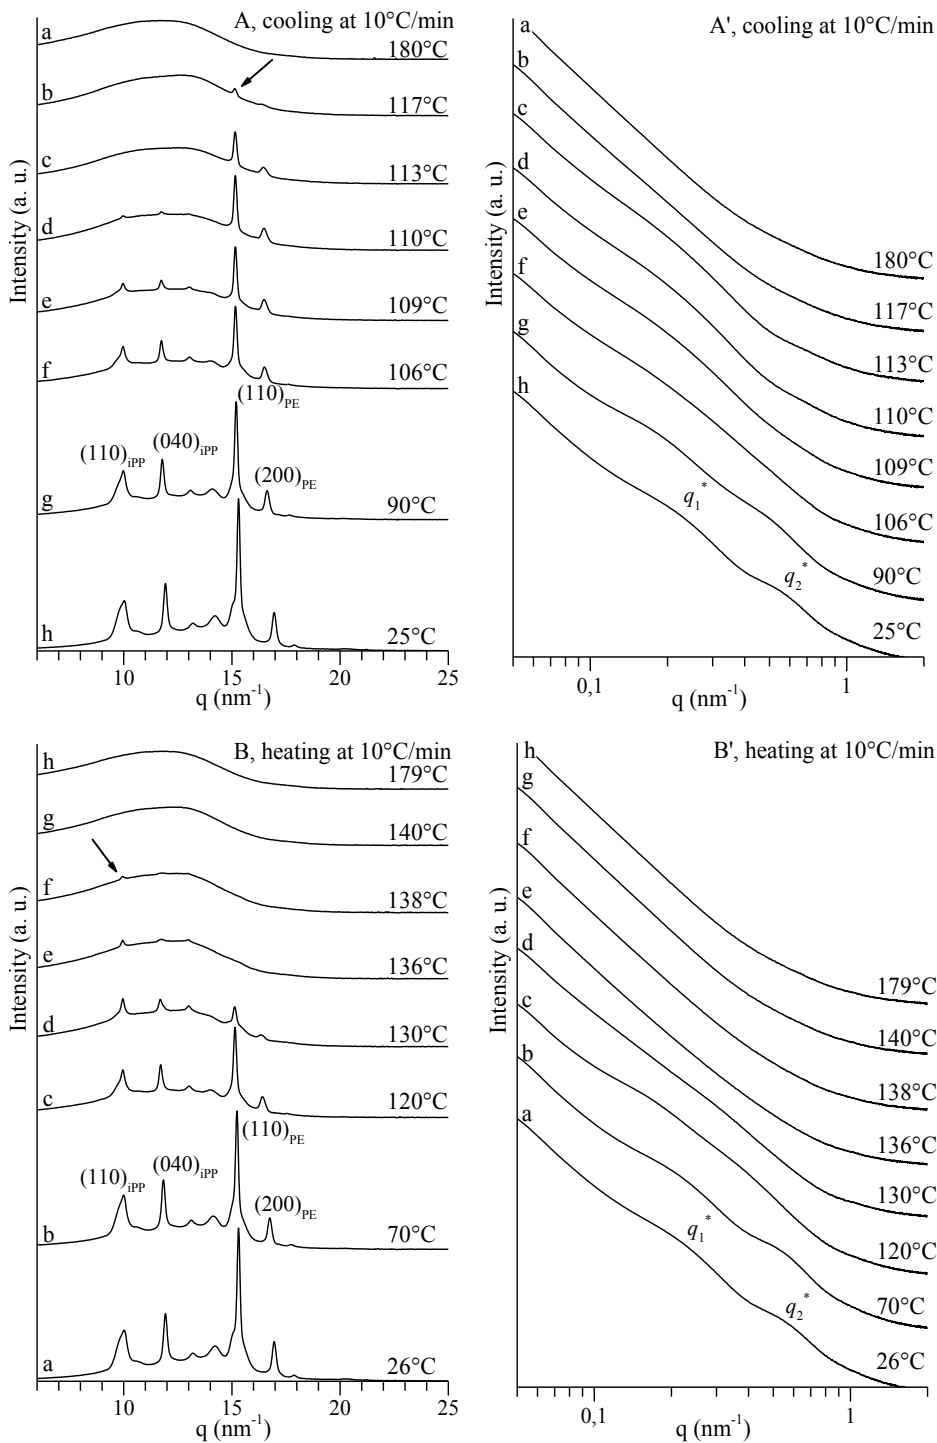 A, cooling at 10°C/min
Intensity (a. u.)
a
180°C
b
117°C
c
113°C
d
110°C
e
109°C
f
106°C
(110)PE
(110)iPP
(040)iPP
(200)PE
g
90°C
h
25°C
10 15 20 25
q (nm-1)
A', cooling at 10°C/min
Intensity (a. u.)
a
b
c
d
e
f
g
h
180°C
117°C
113°C
110°C
109°C
106°C
90°C
25°C
q1*
q2*
0,1 1
q (nm-1)
B, heating at 10°C/min
Intensity (a. u.)
h
179°C
g
140°C
f
138°C
e
136°C
d
130°C
c
120°C
(110)PE
(110)iPP
(040)iPP
(200)PE
b
70°C
a
26°C
10 15 20 25
q (nm-1)
B', heating at 10°C/min
Intensity (a. u.)
h
g
f
e
d
c
b
a
179°C
140°C
138°C
136°C
130°C
120°C
70°C
26°C
q1*
q2*
0,1 1
q (nm-1)